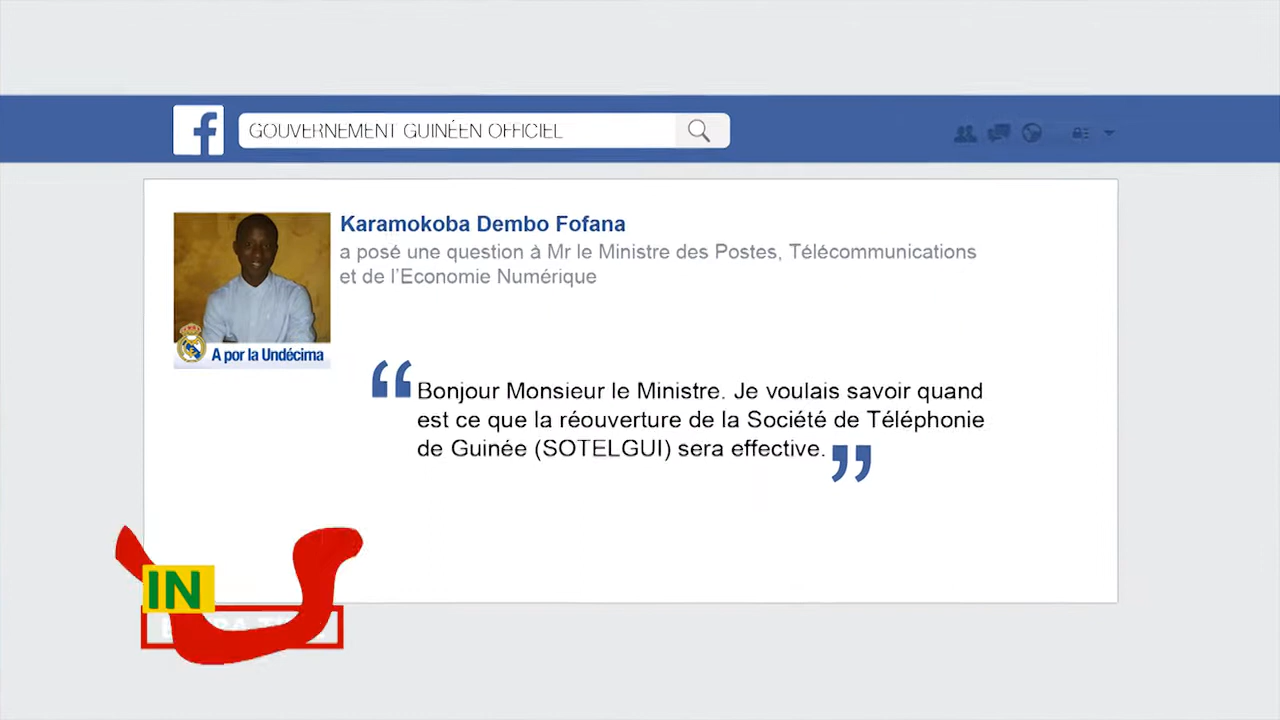 GOUVERNEMENT GUINÉEN OFFICIEL
Karamokoba Dembo Fofana
a posé une question à Mr le Ministre des Postes, Télécommunications
et de l'Economie Numérique
A por la Undécima
“Bonjour Monsieur le Ministre. Je voulais savoir quand
est ce que la réouverture de la Société de Téléphonie
de Guinée (SOTELGUI) sera effective.”
IN